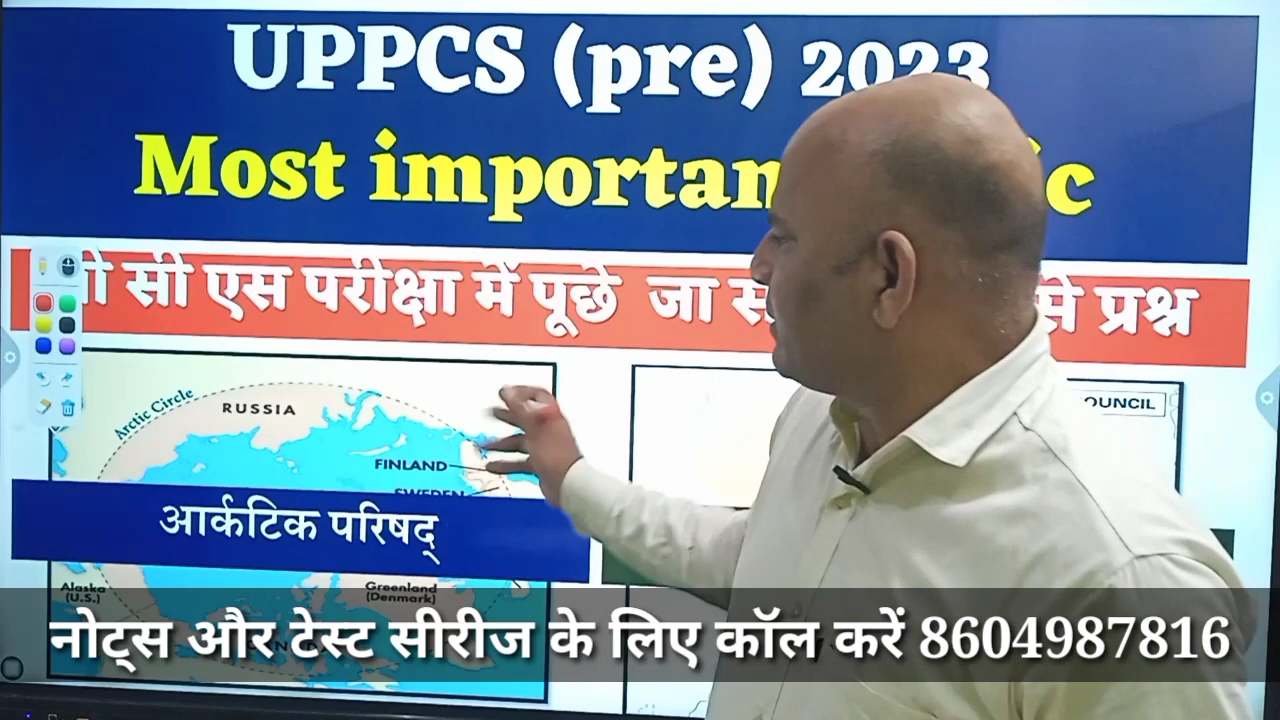 UPPCS (pre) 2023
Most importan
सी एस परीक्षा में पूछे जा
से प्रश्न
Arctic Circle
RUSSIA
OUNCIL
FINLAND
SWEDEN
आर्कटिक परिषद्
Alaska
(U.S.)
Greenland
(Denmark)
नोट्स और टेस्ट सीरीज के लिए कॉल करें 8604987816